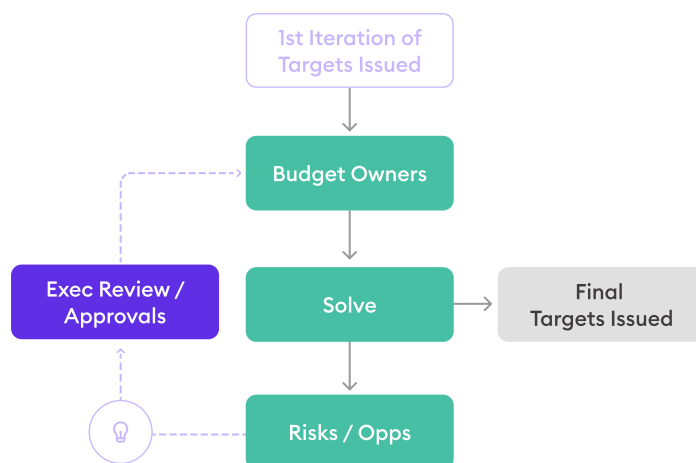 1st Iteration of
Targets Issued
Budget Owners
Exec Review /
Approvals
Solve
Final
Targets Issued
Risks / Opps